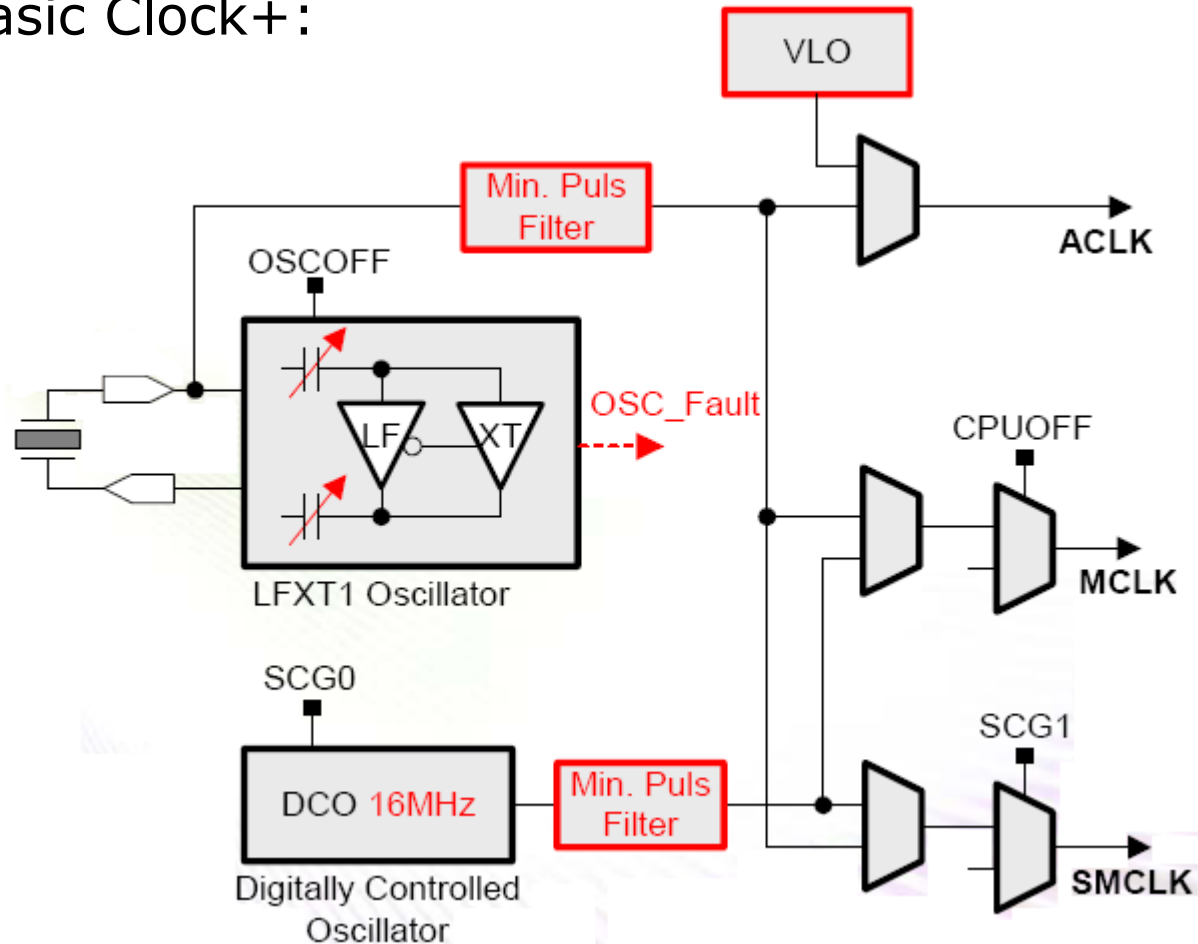 asic Clock+:
VLO
Min. Puls
Filter
ACLK
OSCOFF
LF
XT
OSC_Fault
CPUOFF
MCLK
LFXT1 Oscillator
SCG0
SCG1
DCO 16MHz
Min. Puls
Filter
SMCLK
Digitally Controlled
Oscillator